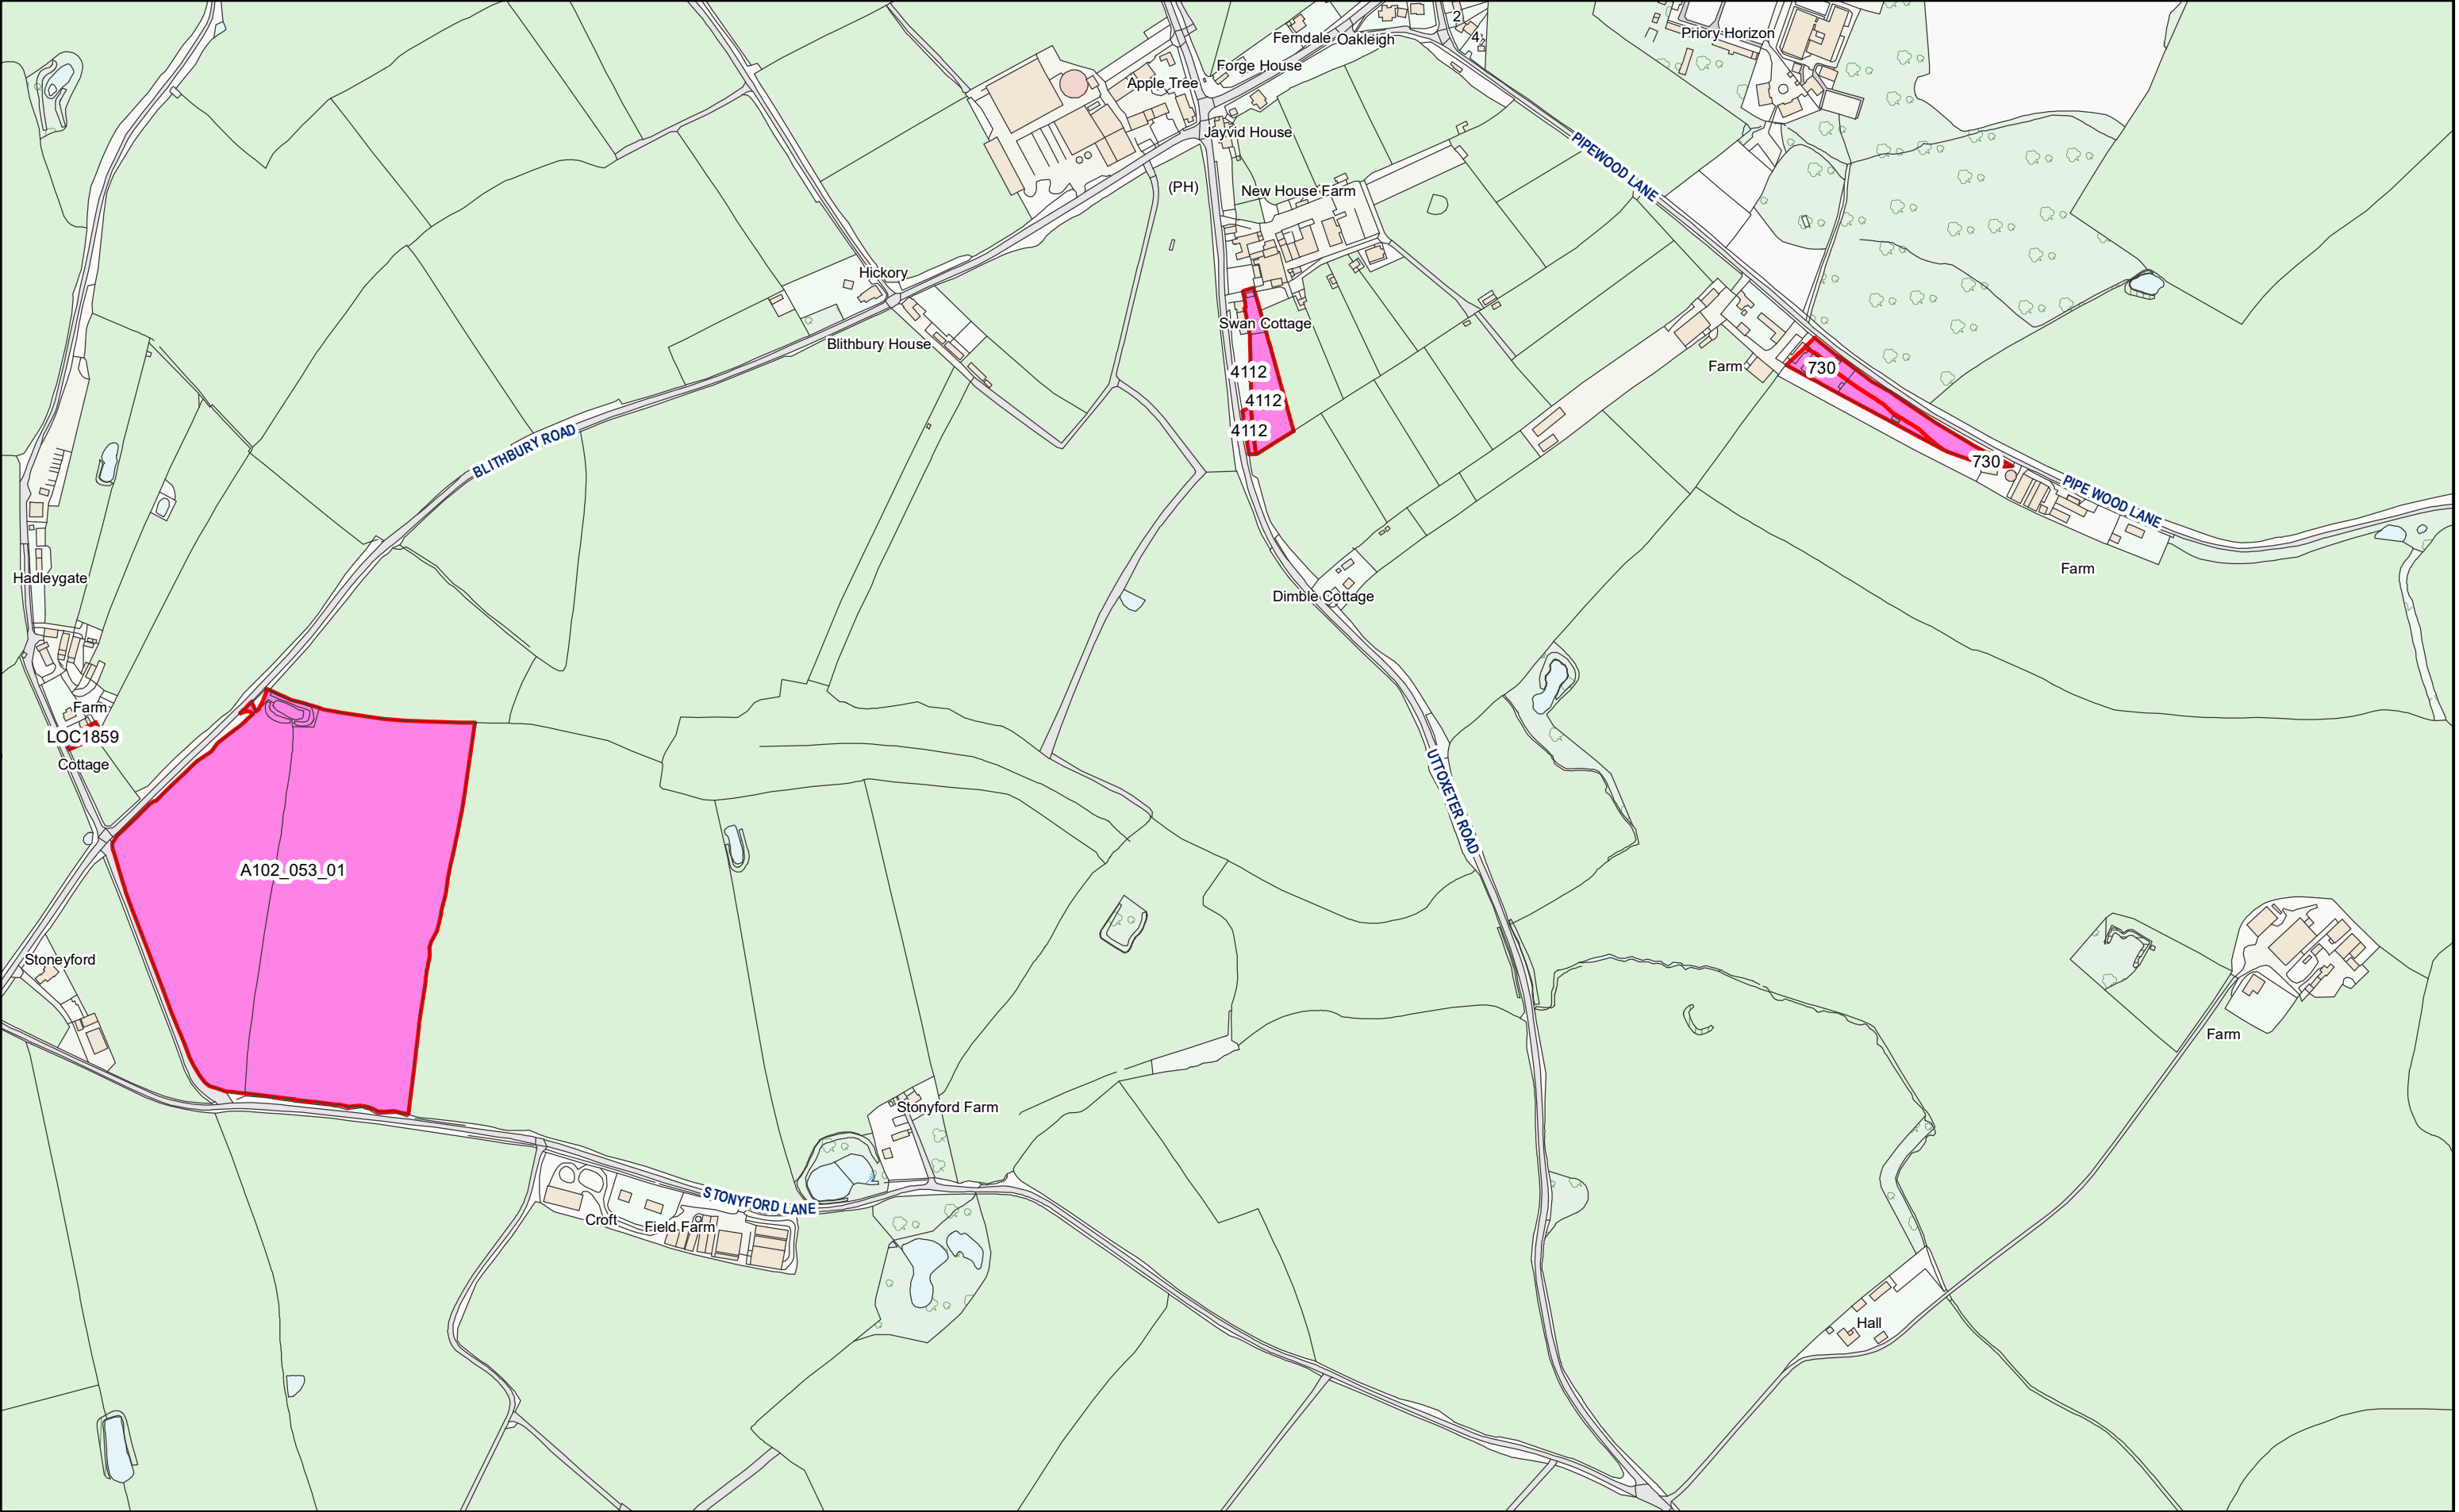 2
4
Priory Horizon
Ferndale
Oakleigh
Forge House
Apple Tree
Jayvid House
PIPEWOOD LANE
(PH)
New House Farm
Hickory
Swan Cottage
Blithbury House
Farm
730
4112
4112
4112
BLITHBURY ROAD
730
PIPE WOOD LANE
Farm
Hadleygate
Dimble Cottage
Farm
LOC1859
Cottage
UTTOXETER ROAD
A102_053_01
Stoneyford
Farm
Stonyford Farm
STONYFORD LANE
Croft
Field Farm
Hall